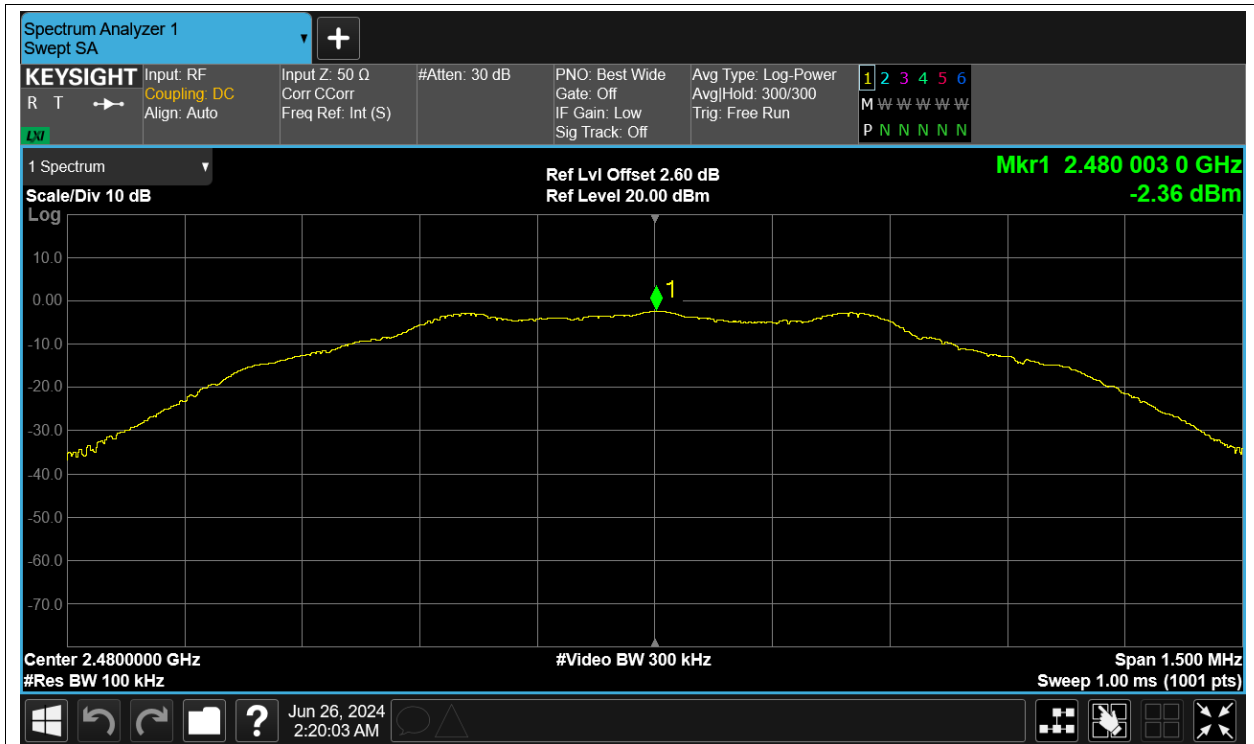 Spectrum Analyzer 1
Swept SA
+
KEYSIGHT
R T
LXI
Input: RF
Coupling: DC
Align: Auto
Input Z: 50 Ω
Corr CCorr
Freq Ref: Int (S)
#Atten: 30 dB
PNO: Best Wide
Gate: Off
IF Gain: Low
Sig Track: Off
Avg Type: Log-Power
Avg|Hold: 300/300
Trig: Free Run
1 2 3 4 5 6
M W W W W W
P N N N N N
1 Spectrum
Scale/Div 10 dB
Ref Lvl Offset 2.60 dB
Ref Level 20.00 dBm
Mkr1 2.480 003 0 GHz
-2.36 dBm
Log
10.0
0.00
-10.0
-20.0
-30.0
-40.0
-50.0
-60.0
-70.0
1
Center 2.4800000 GHz
#Res BW 100 kHz
#Video BW 300 kHz
Span 1.500 MHz
Sweep 1.00 ms (1001 pts)
?
Jun 26, 2024
2:20:03 AM